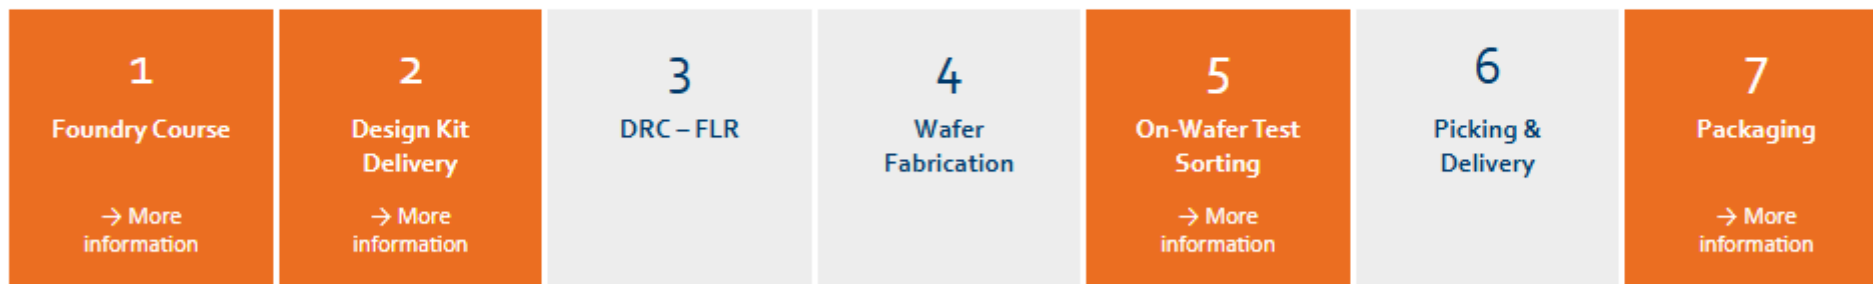 1
Foundry Course
→ More
information
2
Design Kit
Delivery
→ More
information
3
DRC – FLR
4
Wafer
Fabrication
5
On-Wafer Test
Sorting
→ More
information
6
Picking &
Delivery
7
Packaging
→ More
information